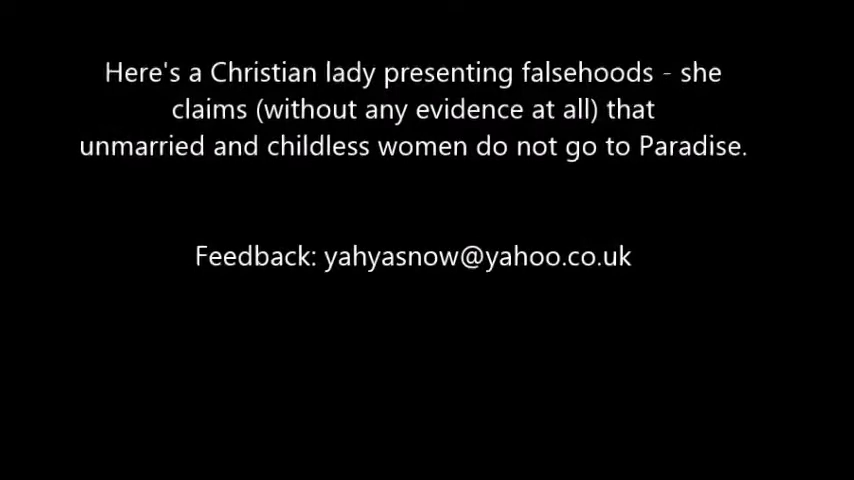 Here's a Christian lady presenting falsehoods - she
claims (without any evidence at all) that
unmarried and childless women do not go to Paradise.
Feedback: yahyasnow@yahoo.co.uk